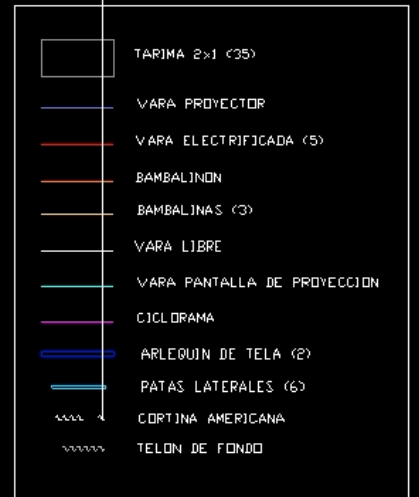 TARIMA 2x1 (35)
VARA PROYECTOR
VARA ELECTRIFICADA (5)
BAMBALINON
BAMBALINAS (3)
VARA LIBRE
VARA PANTALLA DE PROYECCION
CICLORAMA
ARLEQUIN DE TELA (2)
PATAS LATERALES (6)
CORTINA AMERICANA
TELON DE FONDO